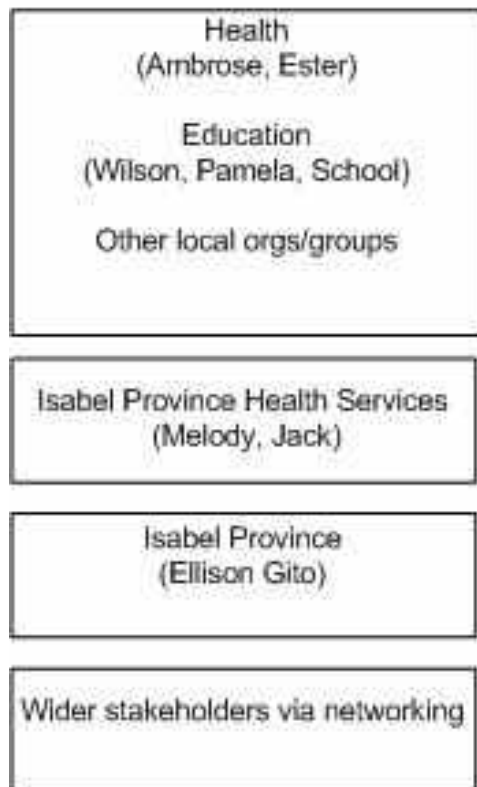 Health
(Ambrose, Ester)
Education
(Wilson, Pamela, School)
Other local orgs/groups
Isabel Province Health Services
(Melody, Jack)
Isabel Province
(Ellison Gito)
Wider stakeholders via networking